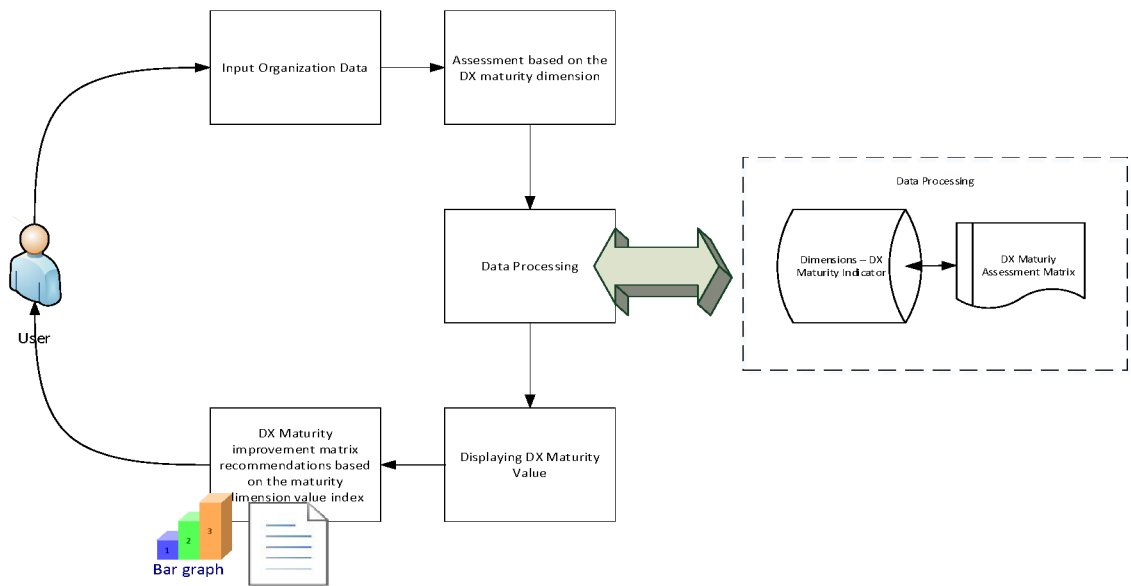 Input Organization Data
Assessment based on the
DX maturity dimension
Data Processing
Dimensions – DX
Maturity Indicator
DX Maturiy
Assessment Matrix
Data Processing
User
DX Maturity
improvement matrix
recommendations based
on the maturity
dimension value index
Displaying DX Maturity
Value
1
2
3
Bar graph